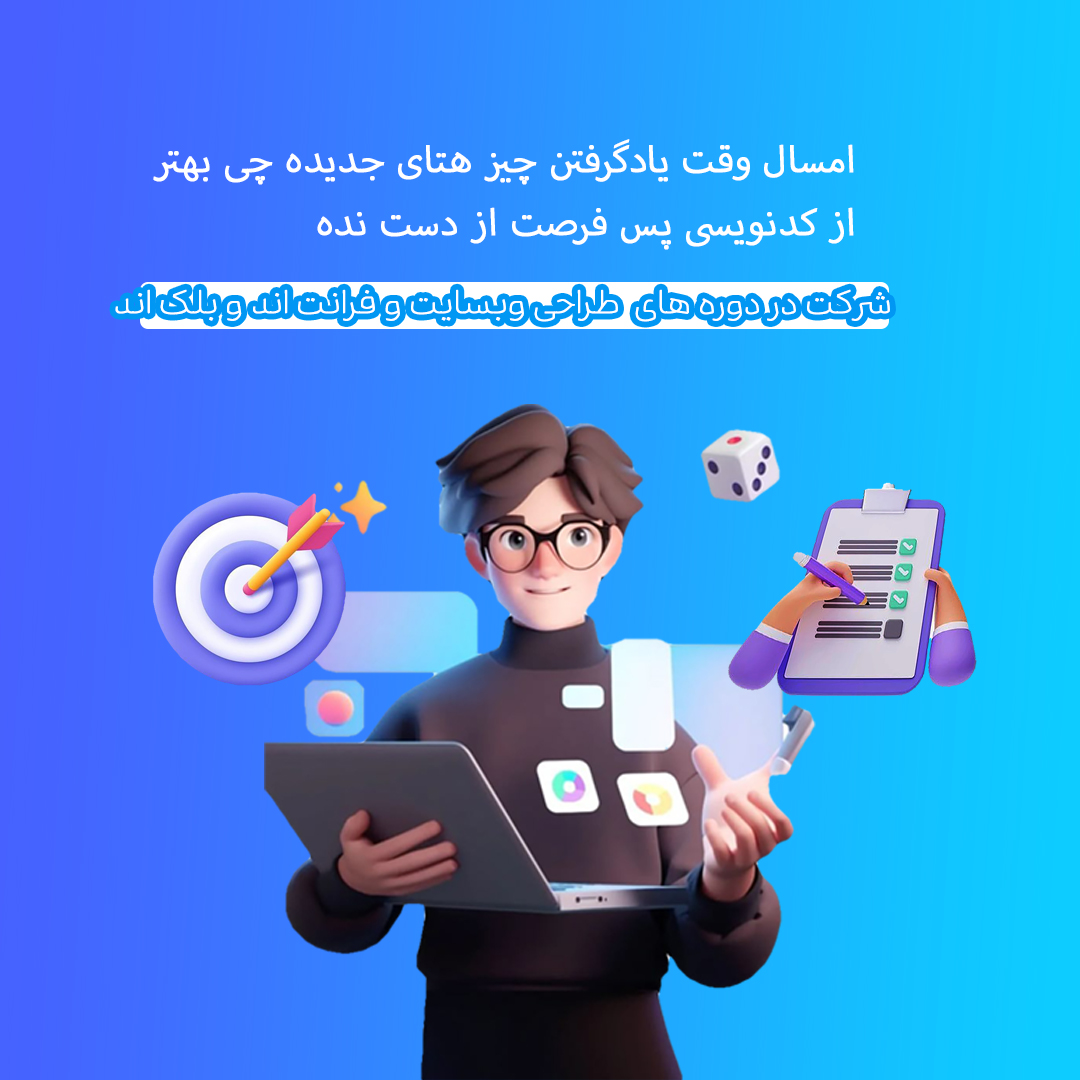 امسال وقت یادگرفتن چیز هتای جدیده چی بهتر
از کدنویسی پس فرصت از دست نده
شرکت در دوره های طراحی وبسایت و فرانت اند و بلک اند